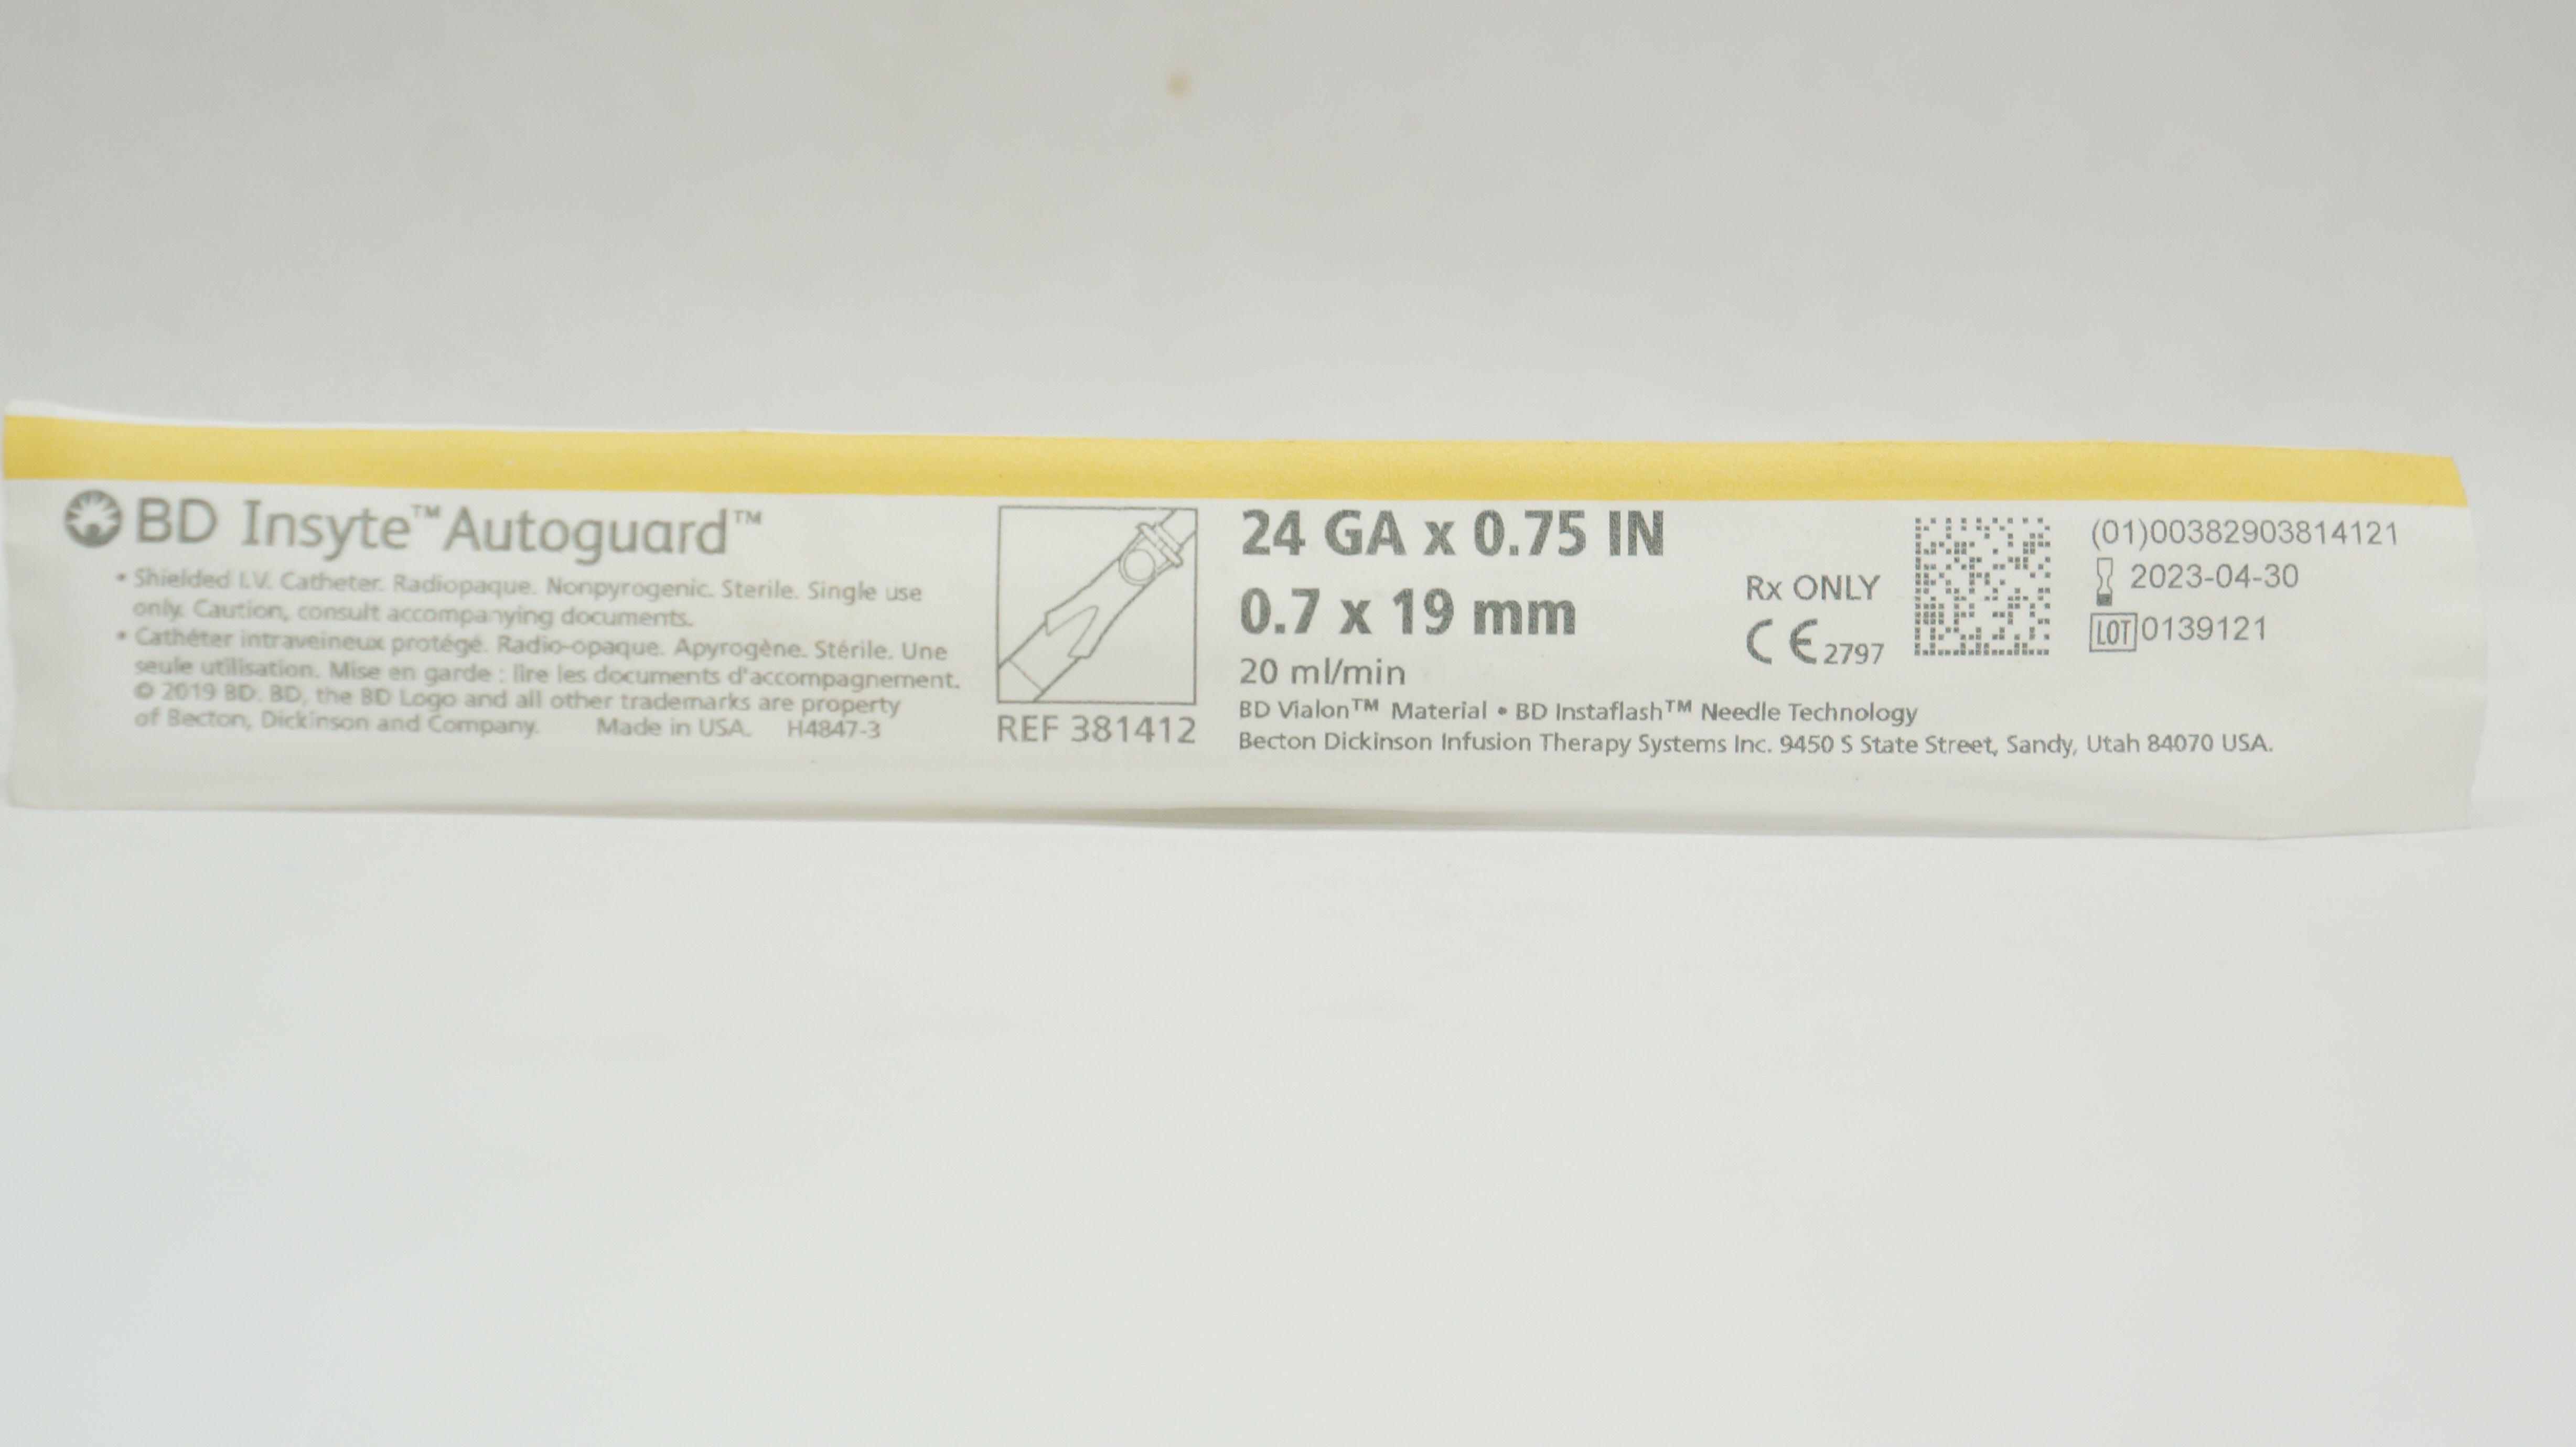 BD Insyte™ Autoguard™
• Shielded I.V. Catheter. Radiopaque. Nonpyrogenic. Sterile. Single use
only. Caution, consult accompanying documents.
• Cathéter intraveineux protégé. Radio-opaque. Apyrogène. Stérile. Une
seule utilisation. Mise en garde : lire les documents d'accompagnement.
© 2019 BD. BD, the BD Logo and all other trademarks are property
of Becton, Dickinson and Company. Made in USA. H4847-3
REF 381412
24 GA x 0.75 IN
0.7 x 19 mm
20 ml/min
BD Vialon™ Material • BD Instaflash™ Needle Technology
Becton Dickinson Infusion Therapy Systems Inc. 9450 S State Street, Sandy, Utah 84070 USA.
Rx ONLY
CE 2797
(01)00382903814121
2023-04-30
LOT 0139121